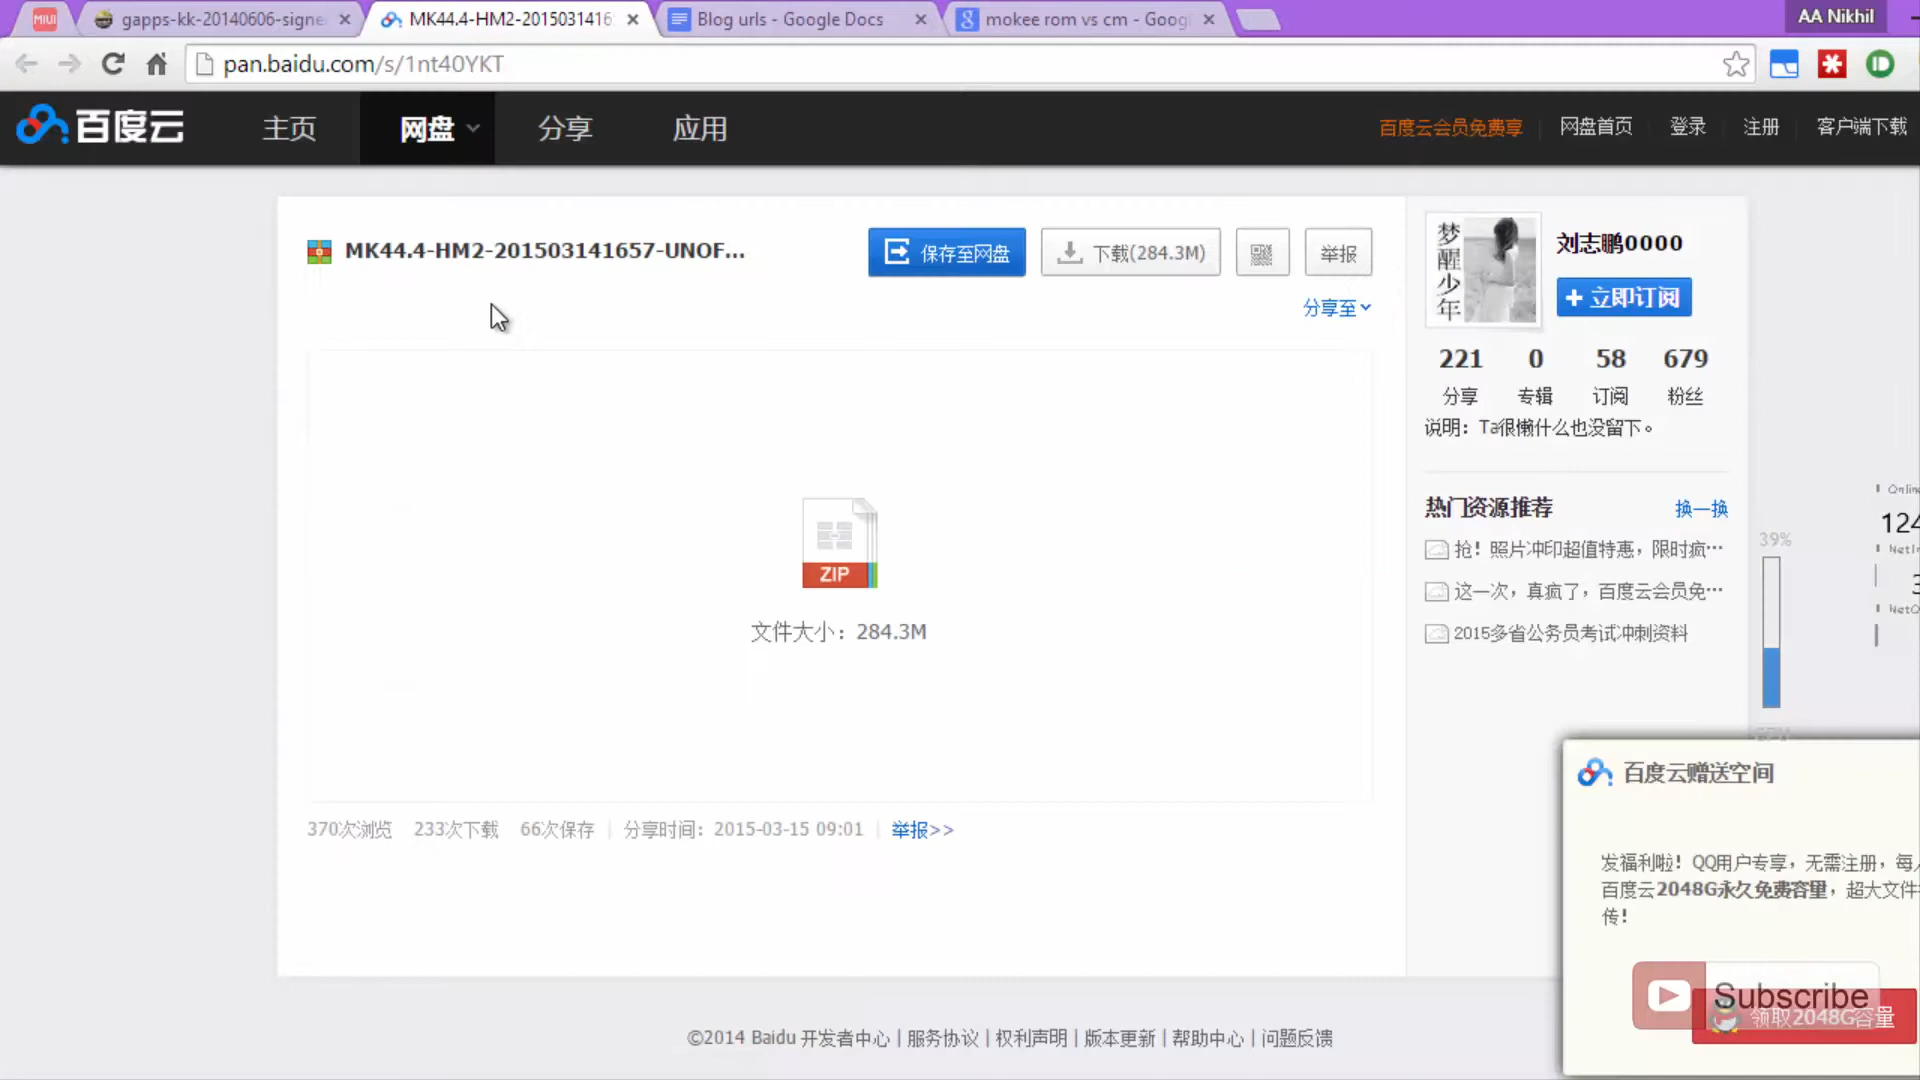 MIUI
gapps-kk-20140606-signe
MK44.4-HM2-2015031416
Blog urls - Google Docs
mokee rom vs cm - Goog
AA Nikhil
pan.baidu.com/s/1nt40YKT
百度云
主页
网盘
分享
应用
百度云会员免费享
网盘首页
登录
注册
客户端下载
MK44.4-HM2-201503141657-UNOF...
保存至网盘
下载(284.3M)
举报
分享至
ZIP
文件大小：284.3M
370次浏览
233次下载
66次保存
分享时间：2015-03-15 09:01
举报>>
梦醒少年
刘志鹏0000
+ 立即订阅
221
0
58
679
分享
专辑
订阅
粉丝
说明：Ta很懒什么也没留下。
热门资源推荐
换一换
抢！照片冲印超值特惠，限时疯…
这一次，真疯了，百度云会员免…
2015多省公务员考试冲刺资料
39%
124
百度云赠送空间
发福利啦！QQ用户专享，无需注册，每
百度云2048G永久免费容量，超大文件
传！
Subscribe
领取2048G容量
©2014 Baidu 开发者中心 | 服务协议 | 权利声明 | 版本更新 | 帮助中心 | 问题反馈